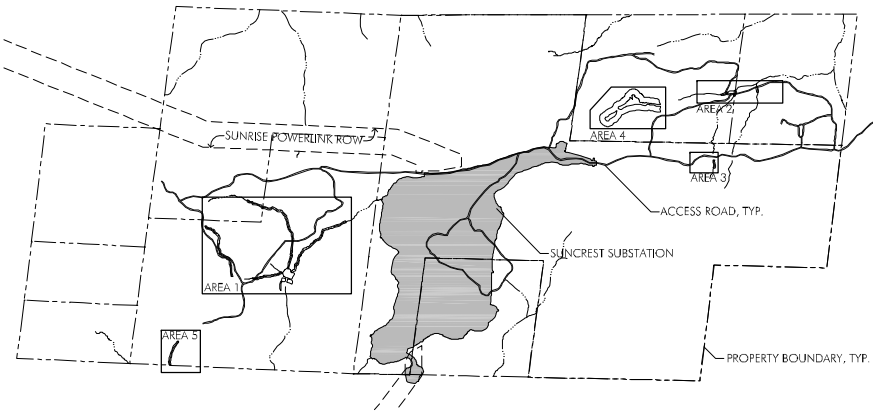 AREA 2
SUNRISE POWERLINK ROW
AREA 4
AREA 3
ACCESS ROAD, TYP.
SUNCREST SUBSTATION
AREA 1
AREA 5
PROPERTY BOUNDARY, TYP.